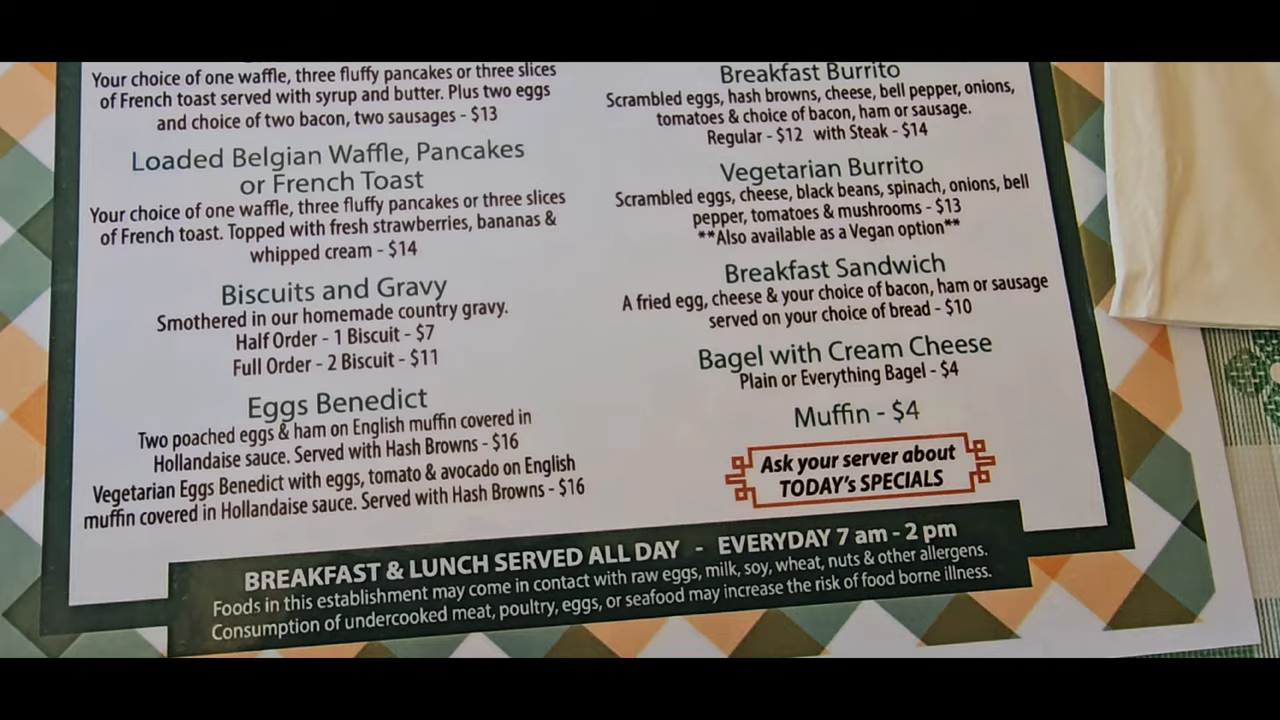 Your choice of one waffle, three fluffy pancakes or three slices
of French toast served with syrup and butter. Plus two eggs
and choice of two bacon, two sausages - $13
Loaded Belgian Waffle, Pancakes
or French Toast
Your choice of one waffle, three fluffy pancakes or three slices
of French toast. Topped with fresh strawberries, bananas &
whipped cream - $14
Biscuits and Gravy
Smothered in our homemade country gravy.
Half Order - 1 Biscuit - $7
Full Order - 2 Biscuit - $11
Eggs Benedict
Two poached eggs & ham on English muffin covered in
Hollandaise sauce. Served with Hash Browns - $16
Vegetarian Eggs Benedict with eggs, tomato & avocado on English
muffin covered in Hollandaise sauce. Served with Hash Browns - $16
Breakfast Burrito
Scrambled eggs, hash browns, cheese, bell pepper, onions,
tomatoes & choice of bacon, ham or sausage.
Regular - $12 with Steak - $14
Vegetarian Burrito
Scrambled eggs, cheese, black beans, spinach, onions, bell
pepper, tomatoes & mushrooms - $13
**Also available as a Vegan option**
Breakfast Sandwich
A fried egg, cheese & your choice of bacon, ham or sausage
served on your choice of bread - $10
Bagel with Cream Cheese
Plain or Everything Bagel - $4
Muffin - $4
Ask your server about
TODAY's SPECIALS
BREAKFAST & LUNCH SERVED ALL DAY - EVERYDAY 7 am - 2 pm
Foods in this establishment may come in contact with raw eggs, milk, soy, wheat, nuts & other allergens.
Consumption of undercooked meat, poultry, eggs, or seafood may increase the risk of food borne illness.